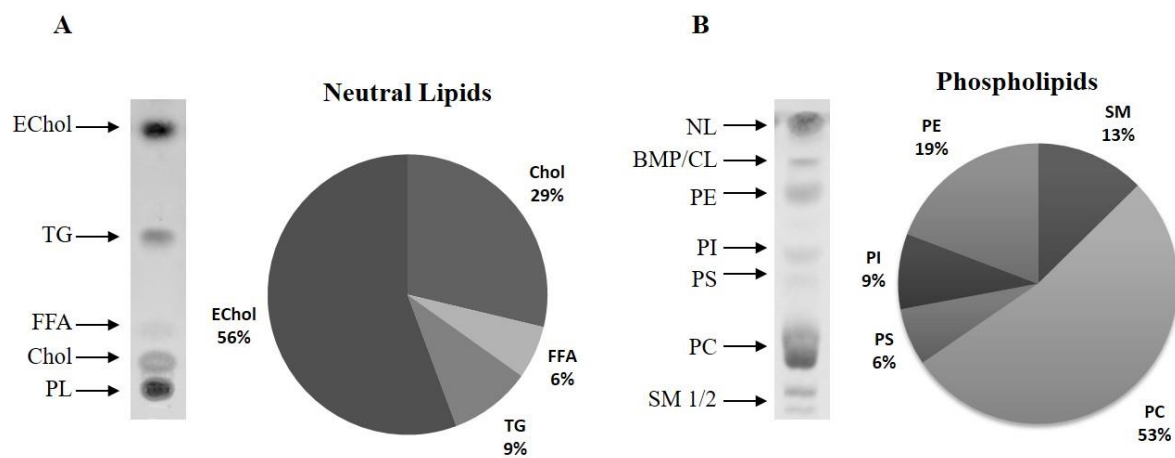 A
EChol
TG
FFA
Chol
PL
Neutral Lipids
Chol
29%
FFA
6%
TG
9%
EChol
56%
B
NL
BMP/CL
PE
PI
PS
PC
SM 1/2
Phospholipids
SM
13%
PE
19%
PI
9%
PS
6%
PC
53%